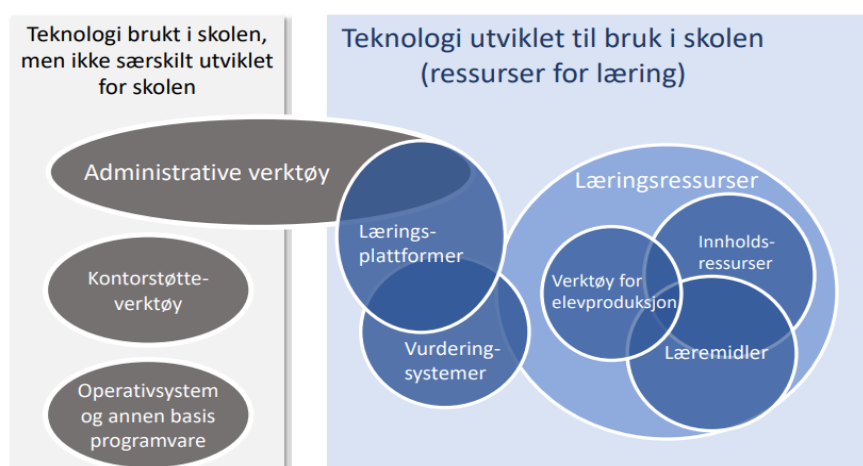 Teknologi brukt i skolen,
men ikke særskilt utviklet
for skolen
Teknologi utviklet til bruk i skolen
(ressurser for læring)
Administrative verktøy
Kontorstøtte-
verktøy
Operativsystem
og annen basis
programvare
Lærings-
plattformer
Vurdering-
systemer
Læringsressurser
Verktøy for
elevproduksjon
Innholds-
ressurser
Læremidler